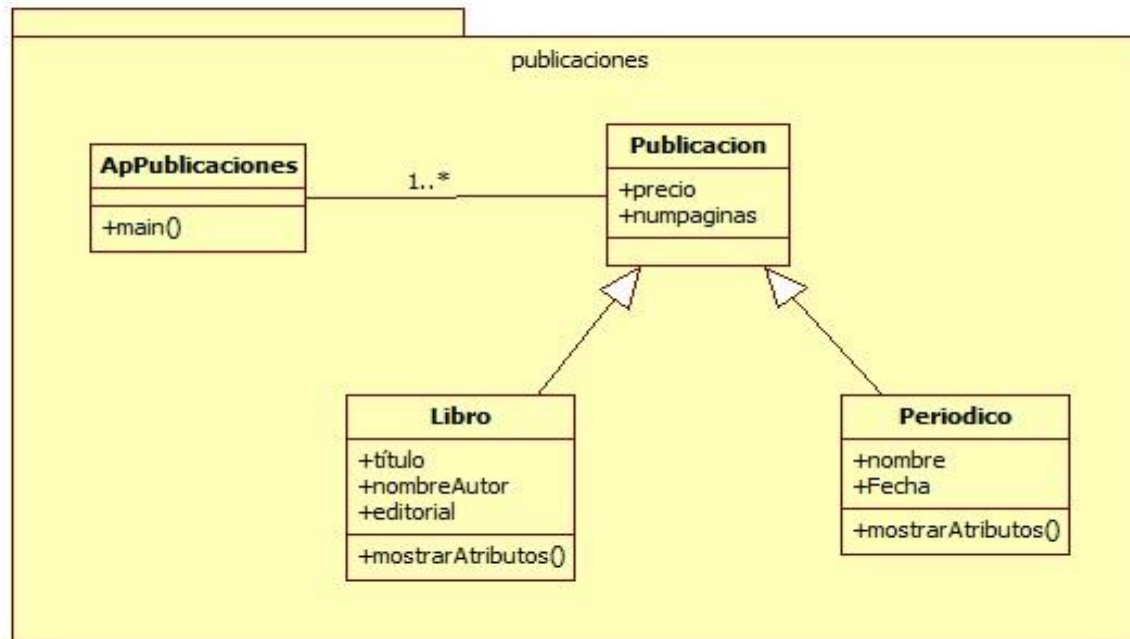 publicaciones
ApPublicaciones
+main()
1..*
Publicacion
+precio
+numpaginas
Libro
+título
+nombreAutor
+editorial
+mostrarAtributos()
Periodico
+nombre
+Fecha
+mostrarAtributos()